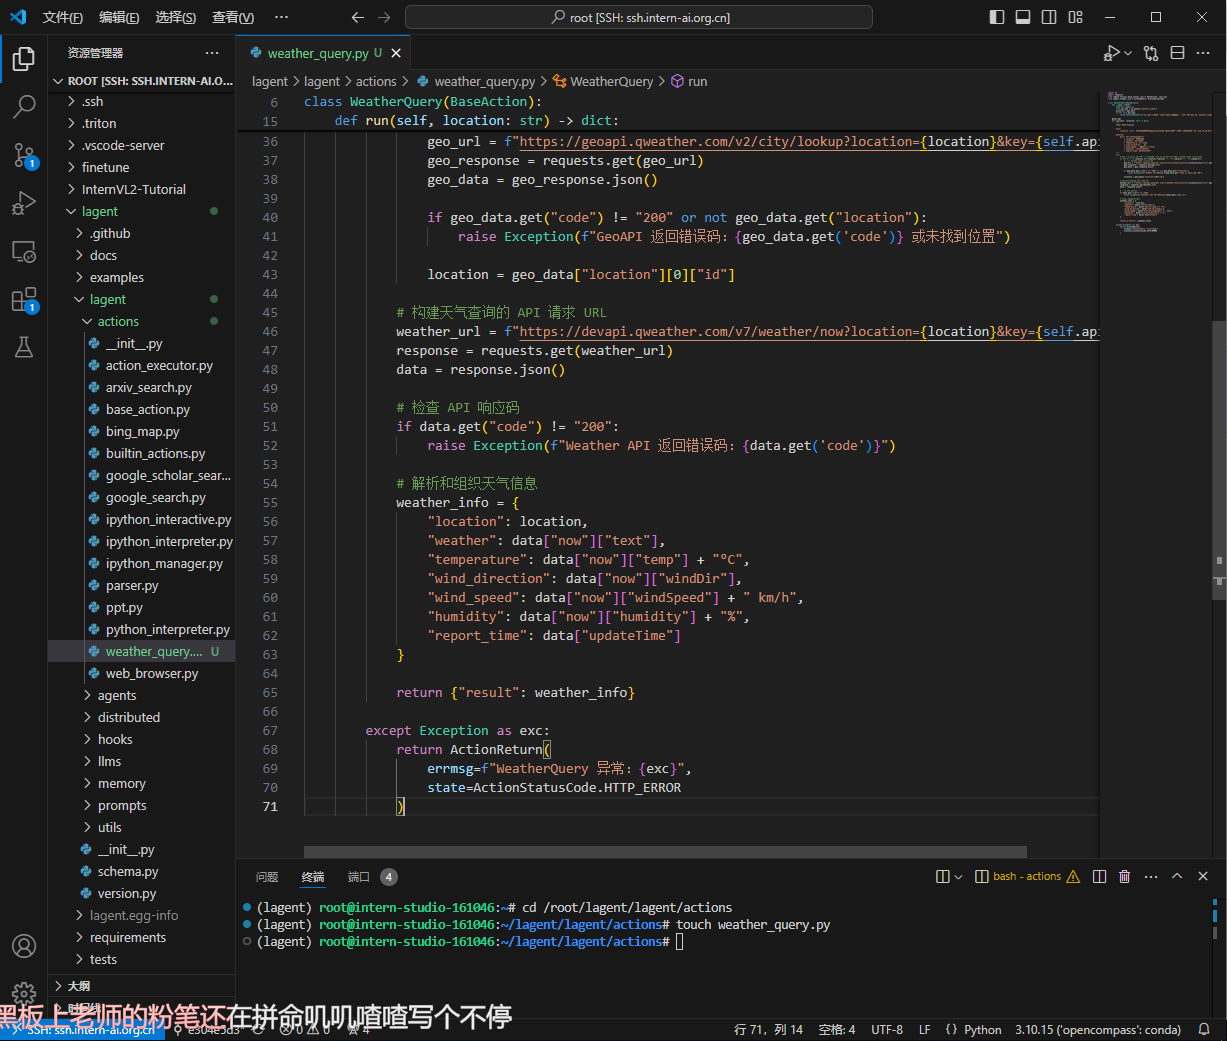 文件(F) 编辑(E) 选择(S) 查看(V) ··· root [SSH: ssh.intern-ai.org.cn]
资源管理器 ···
ROOT [SSH: SSH.INTERN-AI.O...
.ssh
.triton
.vscode-server
finetune
InternVL2-Tutorial
lagent
.github
docs
examples
lagent
actions
__init__.py
action_executor.py
arxiv_search.py
base_action.py
bing_map.py
builtin_actions.py
google_scholar_sear...
google_search.py
ipython_interactive.py
ipython_interpreter.py
ipython_manager.py
parser.py
ppt.py
python_interpreter.py
weather_query.... U
web_browser.py
agents
distributed
hooks
llms
memory
prompts
utils
__init__.py
schema.py
version.py
lagent.egg-info
requirements
tests
大纲
1
1
weather_query.py U
lagent > lagent > actions > weather_query.py > WeatherQuery > run
6 class WeatherQuery(BaseAction):
15 def run(self, location: str) -> dict:
36 geo_url = f"https://geoapi.qweather.com/v2/city/lookup?location={location}&key={self.api
37 geo_response = requests.get(geo_url)
38 geo_data = geo_response.json()
39
40 if geo_data.get("code") != "200" or not geo_data.get("location"):
41 raise Exception(f"GeoAPI 返回错误码: {geo_data.get('code')} 或未找到位置")
42
43 location = geo_data["location"][0]["id"]
44
45 # 构建天气查询的 API 请求 URL
46 weather_url = f"https://devapi.qweather.com/v7/weather/now?location={location}&key={self.api
47 response = requests.get(weather_url)
48 data = response.json()
49
50 # 检查 API 响应码
51 if data.get("code") != "200":
52 raise Exception(f"Weather API 返回错误码: {data.get('code')}")
53
54 # 解析和组织天气信息
55 weather_info = {
56 "location": location,
57 "weather": data["now"]["text"],
58 "temperature": data["now"]["temp"] + "°C",
59 "wind_direction": data["now"]["windDir"],
60 "wind_speed": data["now"]["windSpeed"] + " km/h",
61 "humidity": data["now"]["humidity"] + "%",
62 "report_time": data["updateTime"]
63 }
64
65 return {"result": weather_info}
66
67 except Exception as exc:
68 return ActionReturn(
69 errmsg=f"WeatherQuery 异常: {exc}",
70 state=ActionStatusCode.HTTP_ERROR
71 )
问题 终端 端口 4 bash - actions
(lagent) root@intern-studio-161046:~# cd /root/lagent/lagent/actions
(lagent) root@intern-studio-161046:~/lagent/lagent/actions# touch weather_query.py
(lagent) root@intern-studio-161046:~/lagent/lagent/actions#
黑板上老师的粉笔还在拼命叽叽喳喳写个不停
SSH: ssh.intern-ai.org.cn 0 0 4 行 71，列 14 空格: 4 UTF-8 LF {} Python 3.10.15 ('opencompass': conda)